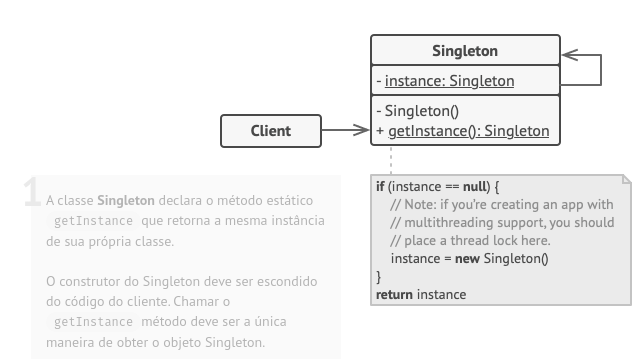 Singleton
- instance: Singleton
- Singleton()
+ getInstance(): Singleton
Client
1
A classe Singleton declara o método estático
getInstance que retorna a mesma instância
de sua própria classe.
O construtor do Singleton deve ser escondido
do código do cliente. Chamar o
getInstance método deve ser a única
maneira de obter o objeto Singleton.
if (instance == null) {
// Note: if you're creating an app with
// multithreading support, you should
// place a thread lock here.
instance = new Singleton()
}
return instance